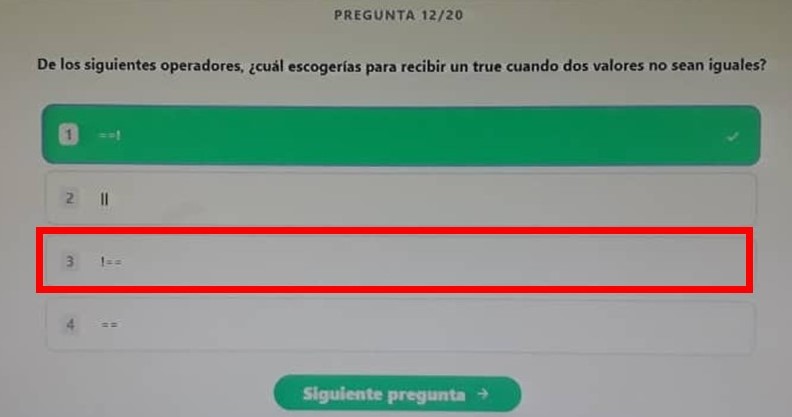 PREGUNTA 12/20
De los siguientes operadores, ¿cuál escogerías para recibir un true cuando dos valores no sean iguales?
1 ==!
2 ||
3 !==
4 ==
Siguiente pregunta →